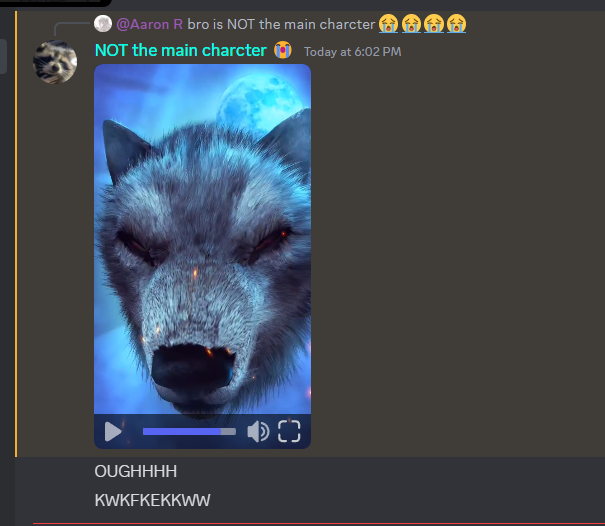 @Aaron R bro is NOT the main charcter 😭😭😭😭
NOT the main charcter 😭 Today at 6:02 PM
OUGHHHH
KWKFKEKKWW